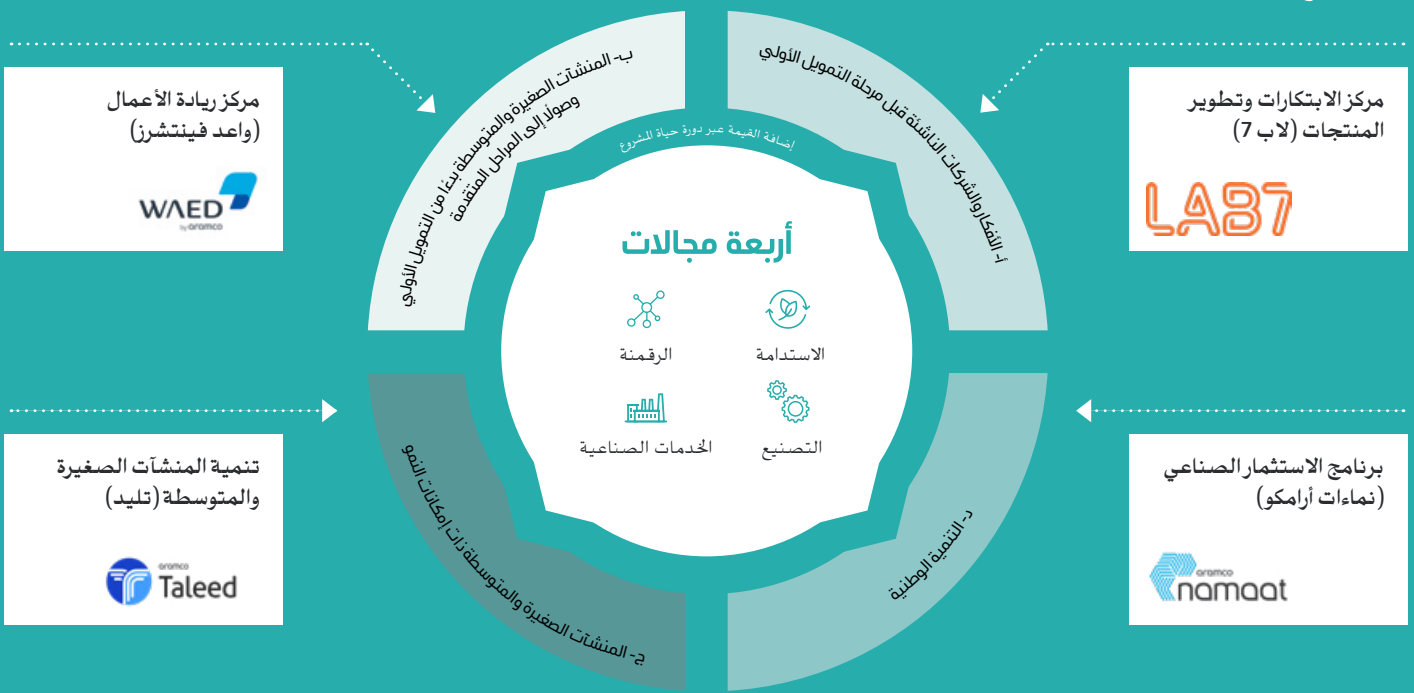 مركز الابتكارات وتطوير
المنتجات (لاب 7)
LAB7
أ- الأفكار والشركات الناشئة قبل مرحلة التمويل الأولي
ب- المنشآت الصغيرة والمتوسطة بدءًا من التمويل الأولي
وصولًا إلى المراحل المتقدمة
مركز ريادة الأعمال
(واعد فينتشرز)
WAED
by aramco
إضافة القيمة عبر دورة حياة المشروع
أربعة مجالات
الاستدامة
الرقمنة
التصنيع
الخدمات الصناعية
ج- المنشآت الصغيرة والمتوسطة ذات إمكانات النمو
تنمية المنشآت الصغيرة
والمتوسطة (تليد)
aramco
Taleed
د- التنمية الوطنية
برنامج الاستثمار الصناعي
(نماءات أرامكو)
aramco
namaat